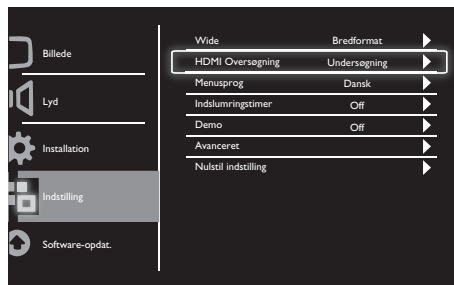 Billede
Lyd
Installation
Indstilling
Software-opdat.
Wide Bredformat
HDMI Oversøgning Undersøgning
Menusprog Dansk
Indslumringstimer Off
Demo Off
Avanceret
Nulstil indstilling